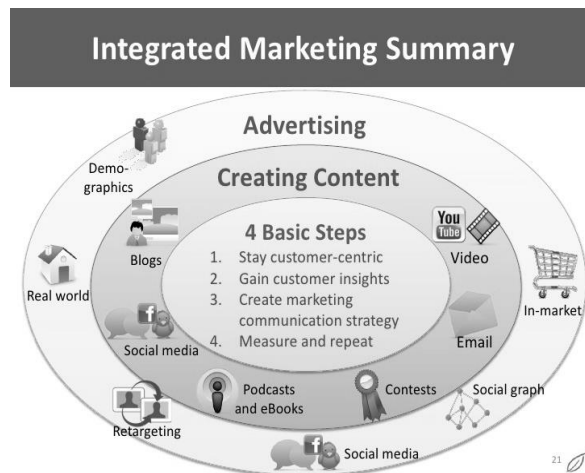 Integrated Marketing Summary
Advertising
Demo-
graphics
Creating Content
Blogs
4 Basic Steps
1. Stay customer-centric
2. Gain customer insights
3. Create marketing
communication strategy
4. Measure and repeat
You
Tube
Video
Real world
In-market
f
Social media
Email
Podcasts
and eBooks
Contests
Social graph
Retargeting
f
Social media
21